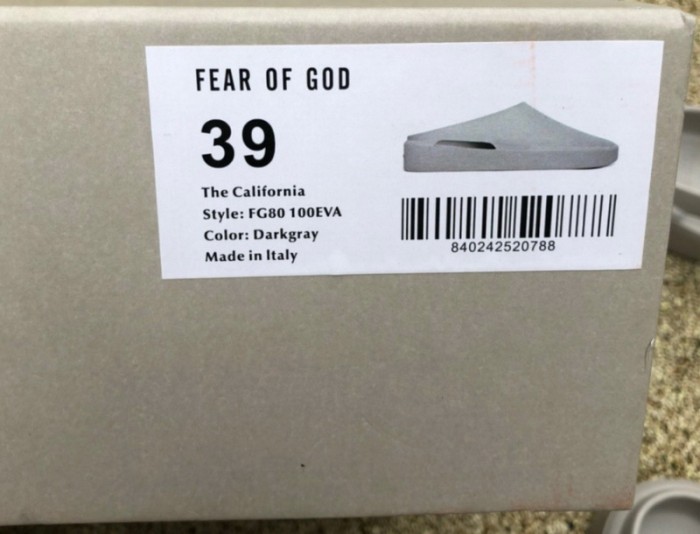 FEAR OF GOD
39
The California
Style: FG80 100EVA
Color: Darkgray
Made in Italy
840242520788